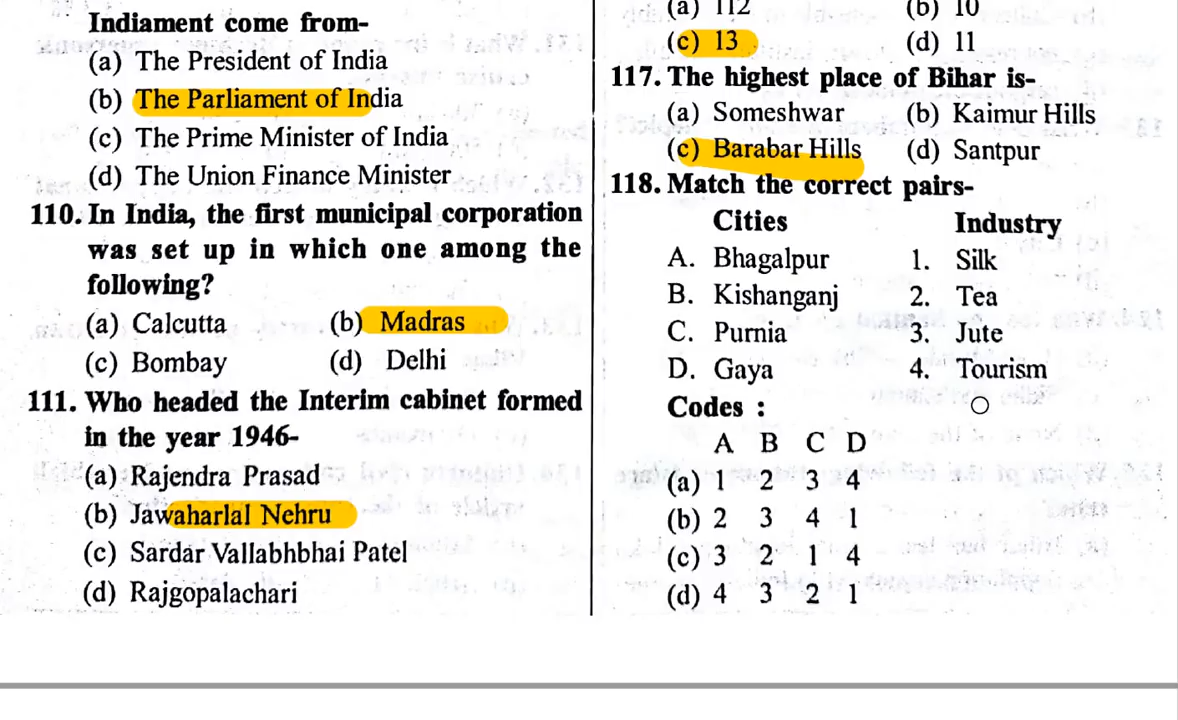 Indiament come from-
(a) The President of India
(b) The Parliament of India
(c) The Prime Minister of India
(d) The Union Finance Minister
110. In India, the first municipal corporation
was set up in which one among the
following?
(a) Calcutta (b) Madras
(c) Bombay (d) Delhi
111. Who headed the Interim cabinet formed
in the year 1946-
(a) Rajendra Prasad
(b) Jawaharlal Nehru
(c) Sardar Vallabhbhai Patel
(d) Rajgopalachari
(a) 112 (b) 10
(c) 13 (d) 11
117. The highest place of Bihar is-
(a) Someshwar (b) Kaimur Hills
(c) Barabar Hills (d) Santpur
118. Match the correct pairs-
Cities Industry
A. Bhagalpur 1. Silk
B. Kishanganj 2. Tea
C. Purnia 3. Jute
D. Gaya 4. Tourism
Codes :
A B C D
(a) 1 2 3 4
(b) 2 3 4 1
(c) 3 2 1 4
(d) 4 3 2 1